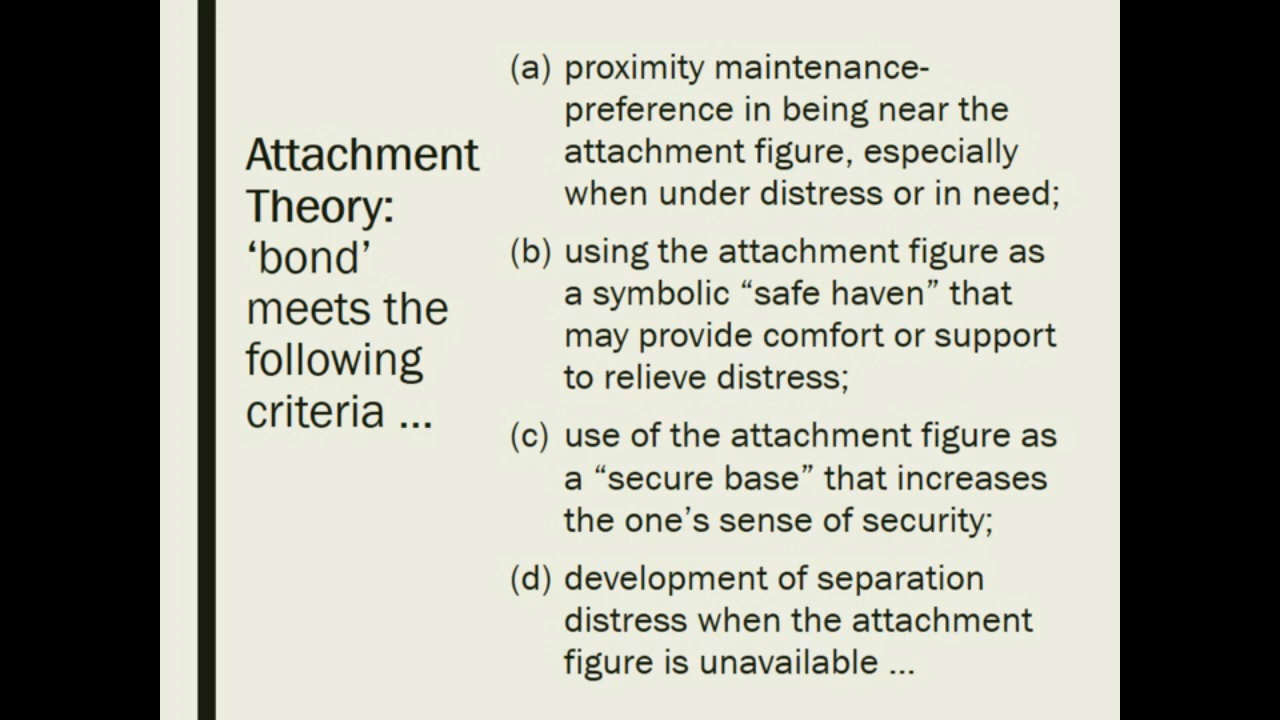 Attachment
Theory:
‘bond’
meets the
following
criteria ...
(a) proximity maintenance-
preference in being near the
attachment figure, especially
when under distress or in need;
(b) using the attachment figure as
a symbolic “safe haven” that
may provide comfort or support
to relieve distress;
(c) use of the attachment figure as
a “secure base” that increases
the one’s sense of security;
(d) development of separation
distress when the attachment
figure is unavailable ...